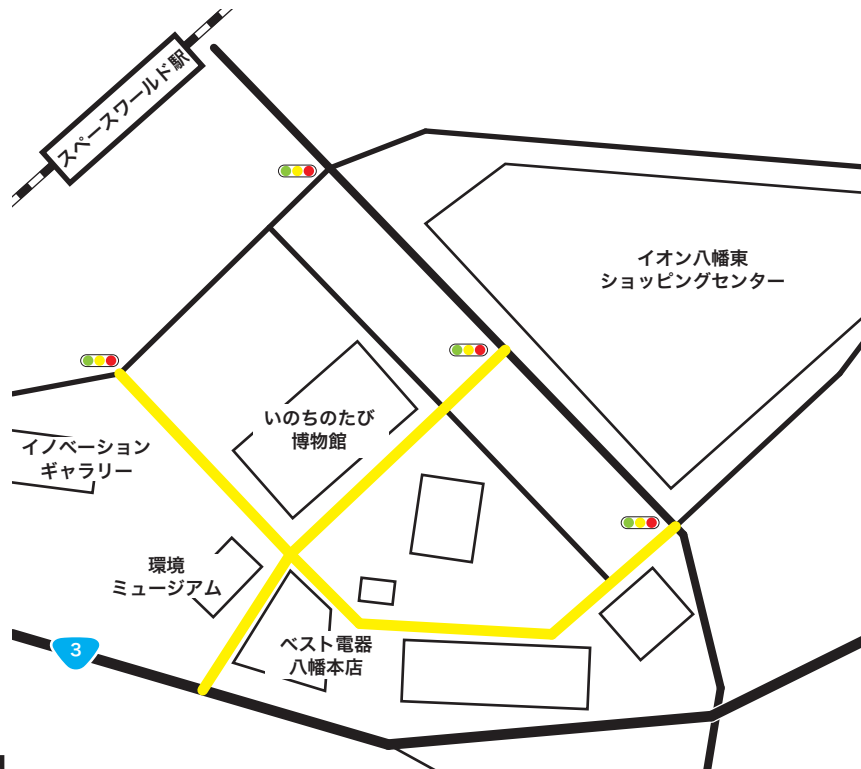 スペースワールド駅
イオン八幡東
ショッピングセンター
いのちのたび
博物館
イノベーション
ギャラリー
環境
ミュージアム
ベスト電器
八幡本店
3